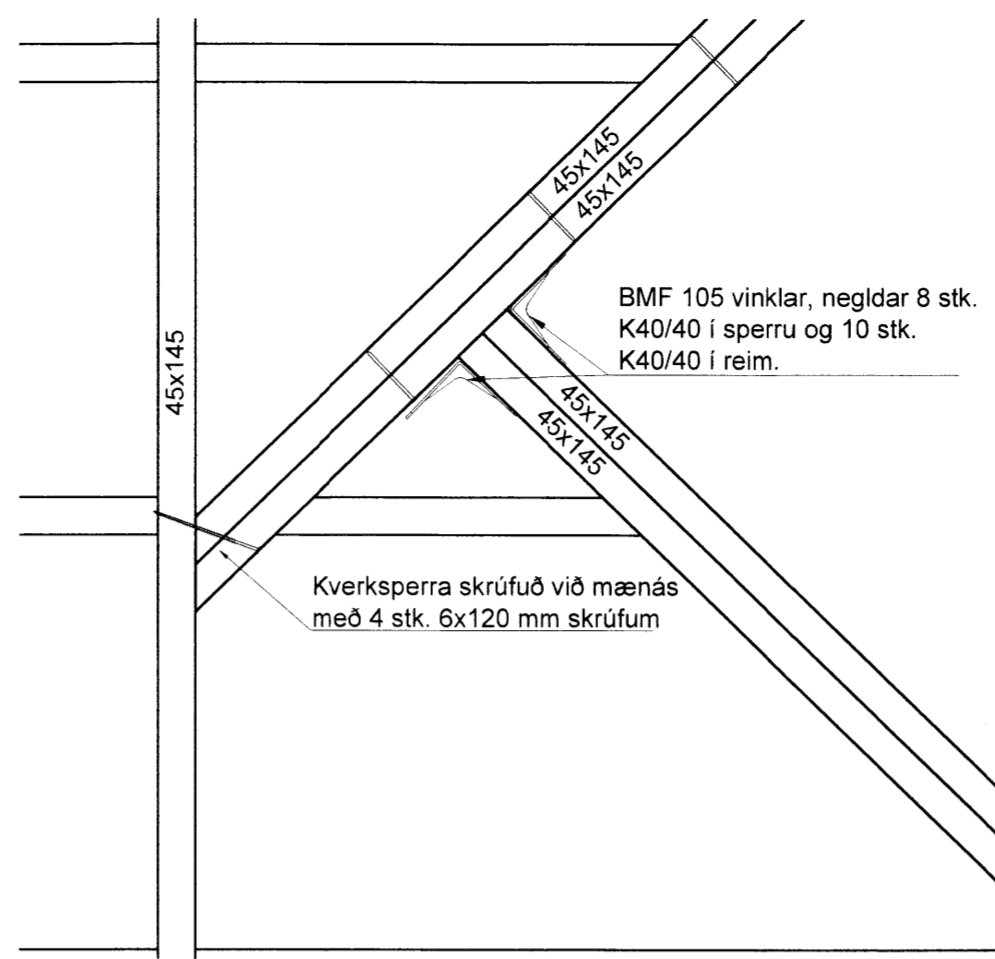 45x145
45x145
BMF 105 vinklar, negldar 8 stk.
K40/40 í sperru og 10 stk.
K40/40 í reim.
45x145
45x145
45x145
Kverksperra skrúfuð við mænás
með 4 stk. 6x120 mm skrúfum